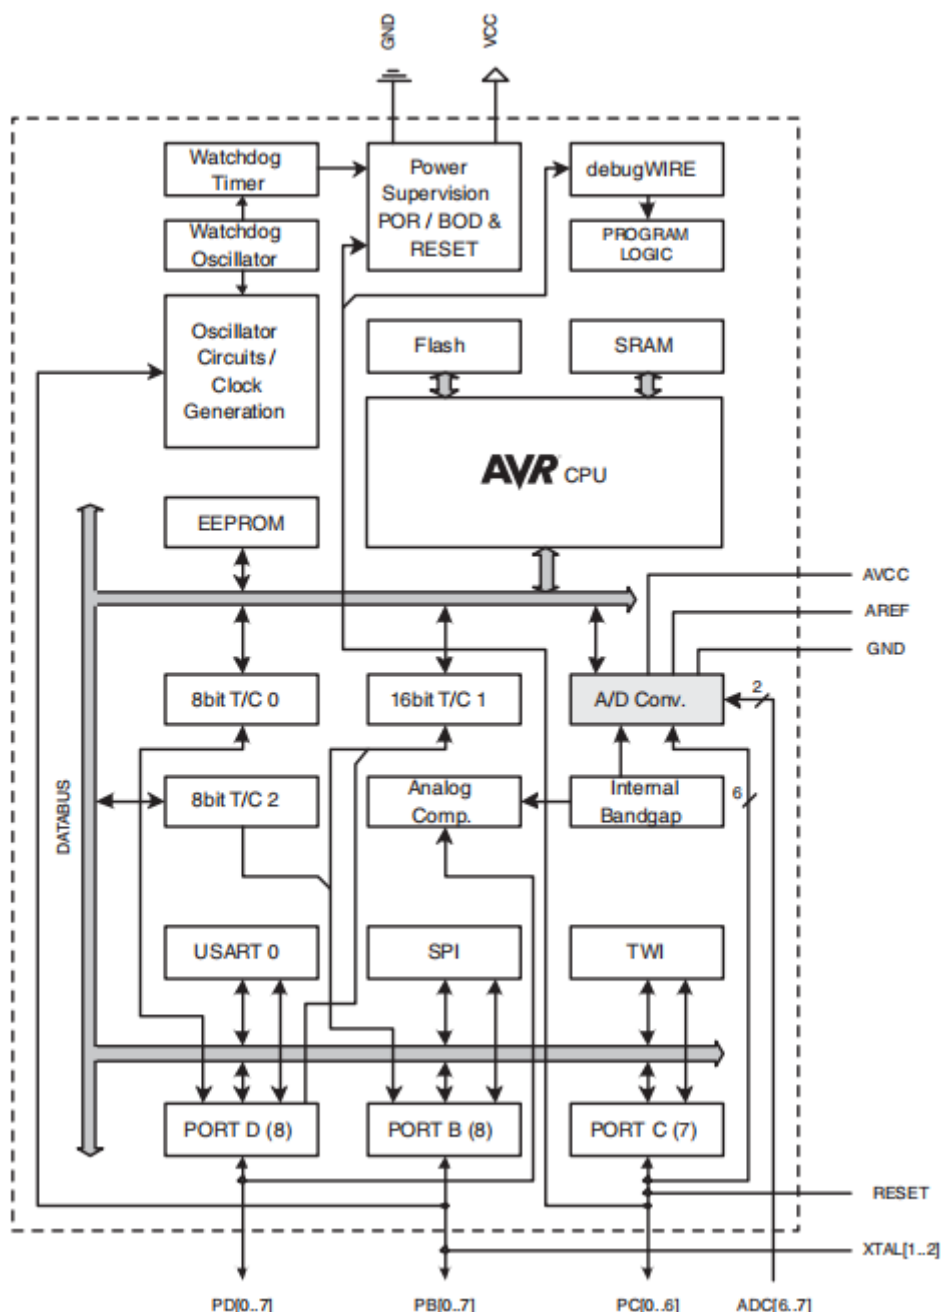 GND
VCC
Watchdog
Timer
Power
Supervision
POR / BOD &
RESET
debugWIRE
Watchdog
Oscillator
PROGRAM
LOGIC
Oscillator
Circuits /
Clock
Generation
Flash
SRAM
AVR CPU
EEPROM
AVCC
AREF
GND
8bit T/C 0
16bit T/C 1
A/D Conv.
2
DATABUS
8bit T/C 2
Analog
Comp.
Internal
Bandgap
6
USART 0
SPI
TWI
PORT D (8)
PORT B (8)
PORT C (7)
RESET
XTAL[1..2]
PD[0..7]
PB[0..7]
PC[0..6]
ADC[6..7]